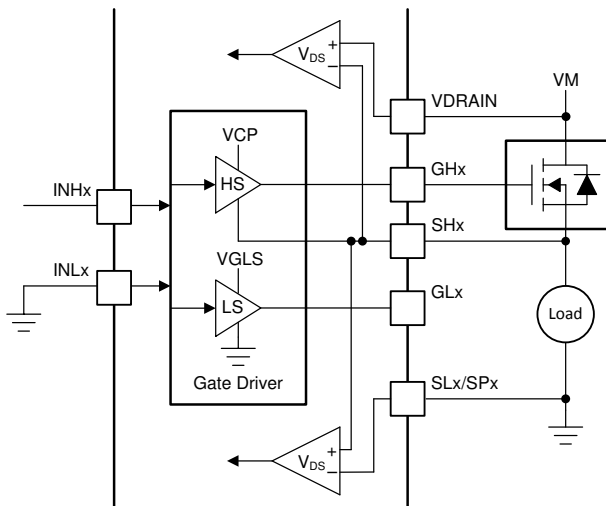 VDS
+
−
VDRAIN
VM
VCP
HS
GHx
INHx
SHx
INLx
VGLS
LS
GLx
Load
Gate Driver
SLx/SPx
VDS
+
−